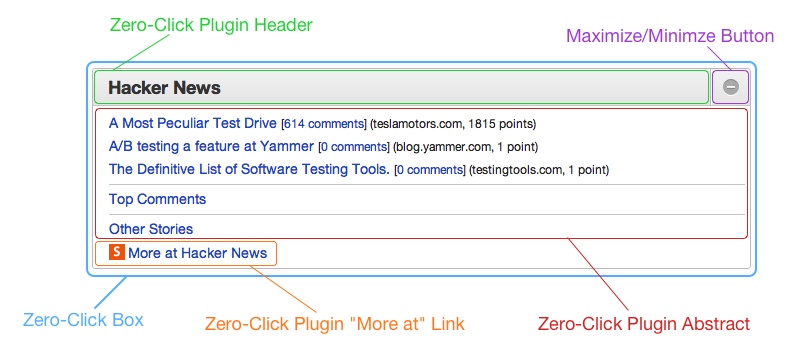 Zero-Click Plugin Header
Maximize/Minimze Button
Hacker News
A Most Peculiar Test Drive [614 comments] (teslamotors.com, 1815 points)
A/B testing a feature at Yammer [0 comments] (blog.yammer.com, 1 point)
The Definitive List of Software Testing Tools. [0 comments] (testingtools.com, 1 point)
Top Comments
Other Stories
S More at Hacker News
Zero-Click Box
Zero-Click Plugin "More at" Link
Zero-Click Plugin Abstract